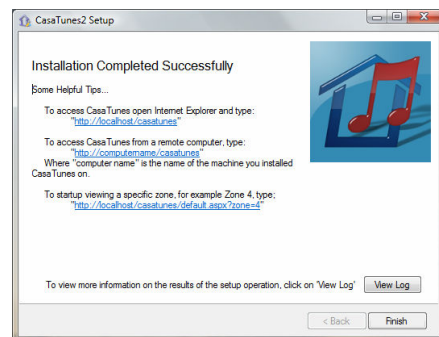 CasaTunes2 Setup
Installation Completed Successfully
Some Helpful Tips...
To access CasaTunes open Internet Explorer and type:
"http://localhost/casatunes"
To access CasaTunes from a remote computer, type:
"http://computername/casatunes"
Where "computer name" is the name of the machine you installed
CasaTunes on.
To startup viewing a specific zone, for example Zone 4, type:
"http://localhost/casatunes/default.aspx?zone=4"
To view more information on the results of the setup operation, click on 'View Log'
View Log
< Back
Finish